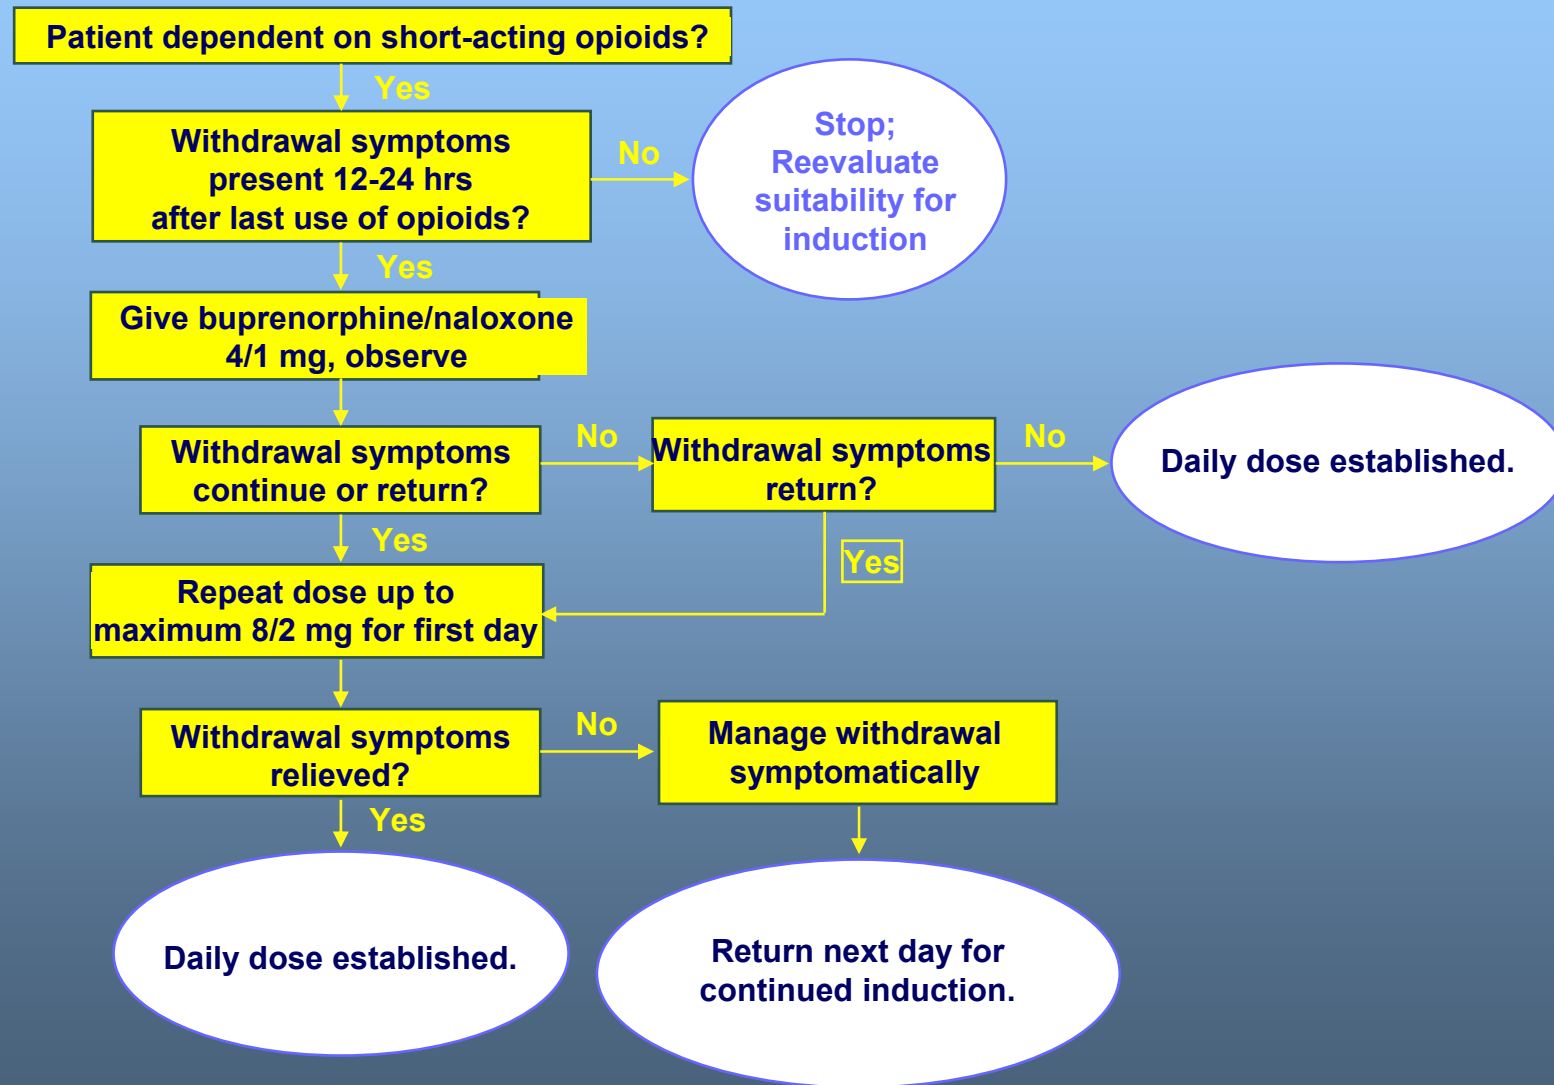 Patient dependent on short-acting opioids?
Yes
Withdrawal symptoms
present 12-24 hrs
after last use of opioids?
No
Stop;
Reevaluate
suitability for
induction
Yes
Give buprenorphine/naloxone
4/1 mg, observe
Withdrawal symptoms
continue or return?
No
Withdrawal symptoms
return?
No
Daily dose established.
Yes
Yes
Repeat dose up to
maximum 8/2 mg for first day
Withdrawal symptoms
relieved?
No
Manage withdrawal
symptomatically
Yes
Daily dose established.
Return next day for
continued induction.